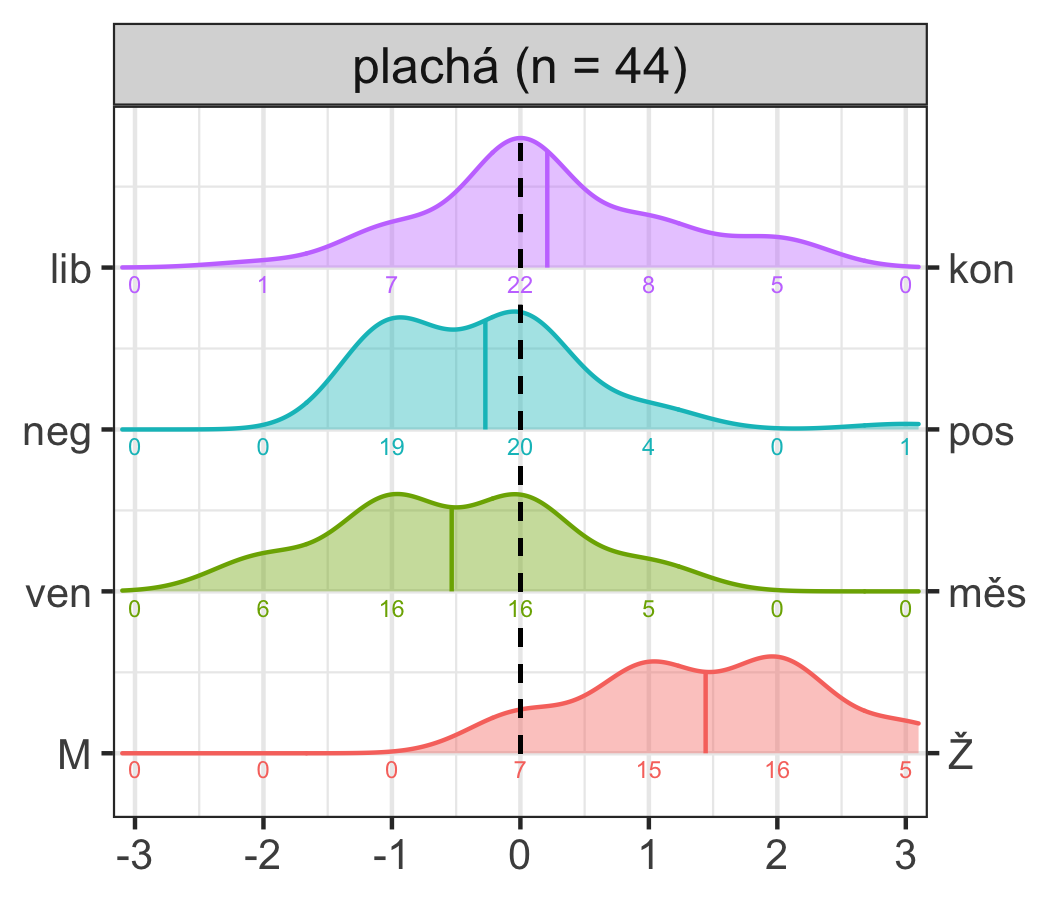 plachá (n = 44)
lib kon
0 1 7 22 8 5 0
neg pos
0 0 19 20 4 0 1
ven měs
0 6 16 16 5 0 0
M Ž
0 0 0 7 15 16 5
-3 -2 -1 0 1 2 3